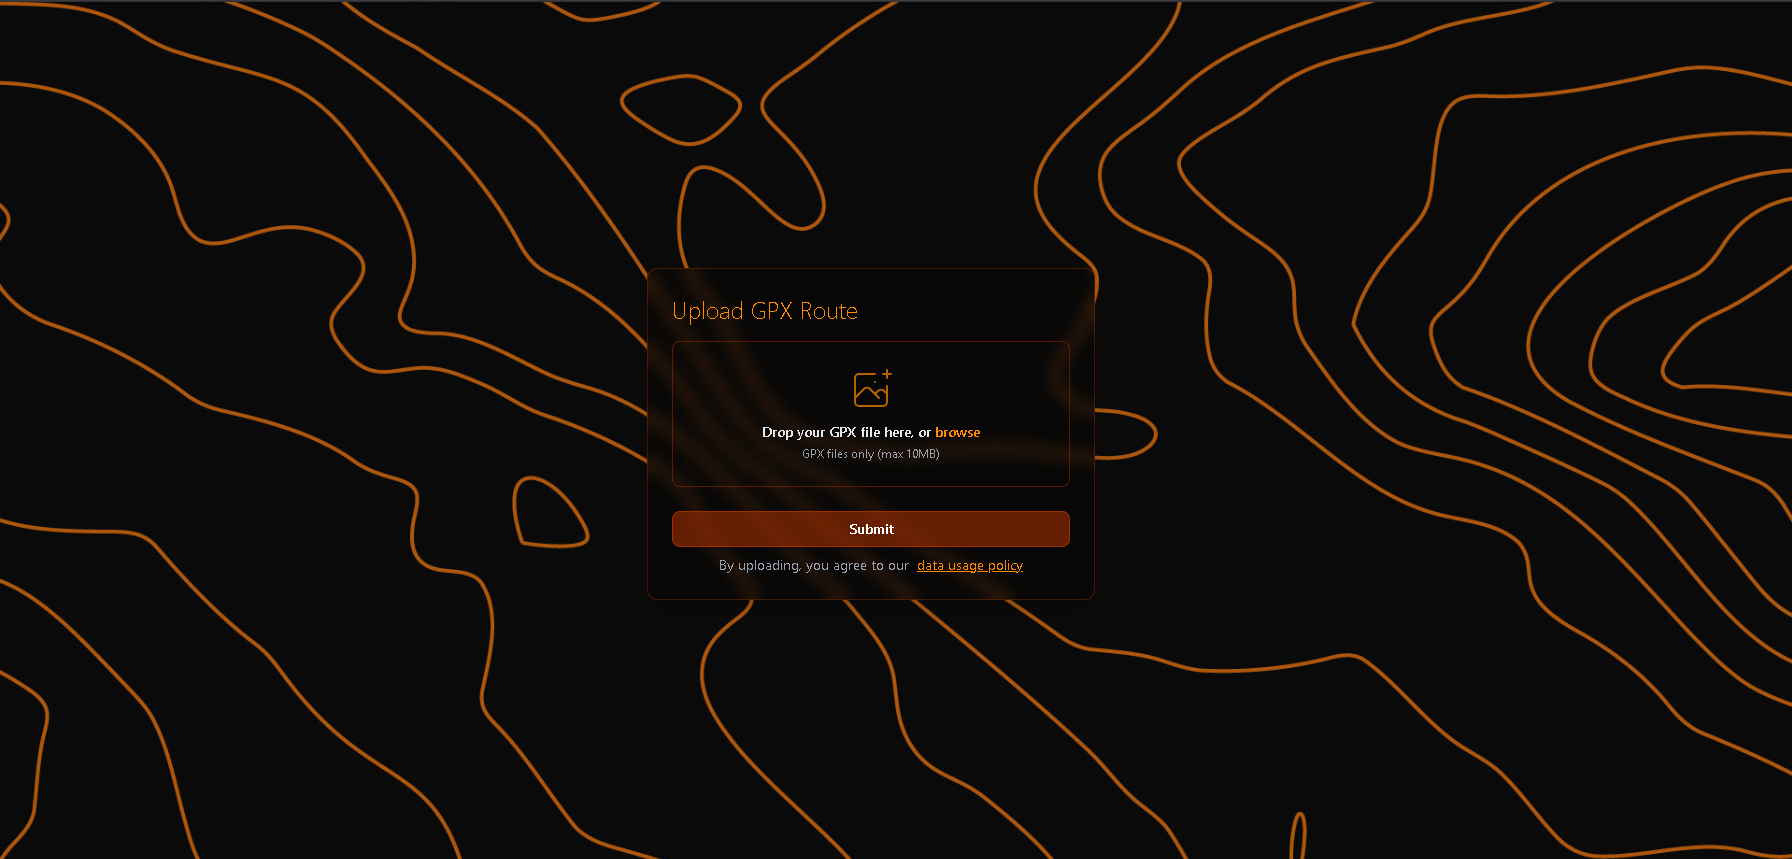 Upload GPX Route
Drop your GPX file here, or browse
GPX files only (max 10MB)
Submit
By uploading, you agree to our data usage policy